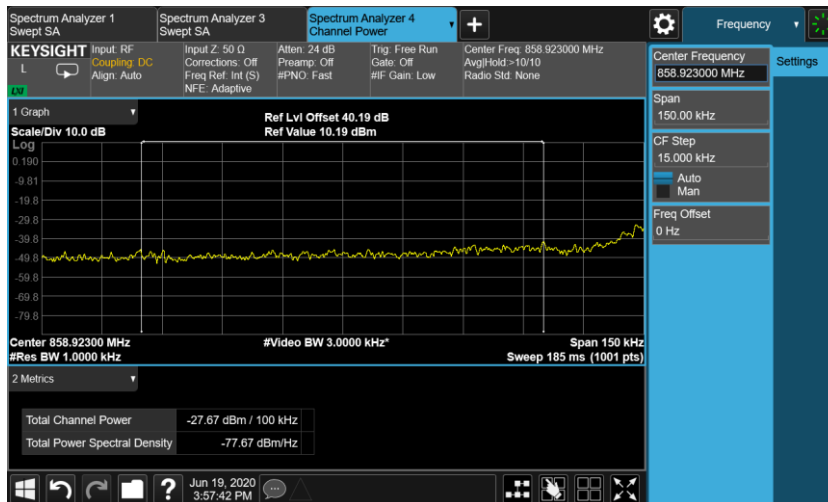 Spectrum Analyzer 1
Swept SA
Spectrum Analyzer 3
Swept SA
Spectrum Analyzer 4
Channel Power
Frequency
KEYSIGHT
L
LXI
Input: RF
Coupling: DC
Align: Auto
Input Z: 50 Ω
Corrections: Off
Freq Ref: Int (S)
NFE: Adaptive
Atten: 24 dB
Preamp: Off
#PNO: Fast
Trig: Free Run
Gate: Off
#IF Gain: Low
Center Freq: 858.923000 MHz
Avg|Hold:>10/10
Radio Std: None
Center Frequency
858.923000 MHz
Settings
Span
150.00 kHz
CF Step
15.000 kHz
Auto
Man
Freq Offset
0 Hz
1 Graph
Scale/Div 10.0 dB
Ref Lvl Offset 40.19 dB
Ref Value 10.19 dBm
Log
0.190
-9.81
-19.8
-29.8
-39.8
-49.8
-59.8
-69.8
-79.8
Center 858.92300 MHz
#Video BW 3.0000 kHz*
Span 150 kHz
#Res BW 1.0000 kHz
Sweep 185 ms (1001 pts)
2 Metrics
Total Channel Power -27.67 dBm / 100 kHz
Total Power Spectral Density -77.67 dBm/Hz
?
Jun 19, 2020
3:57:42 PM